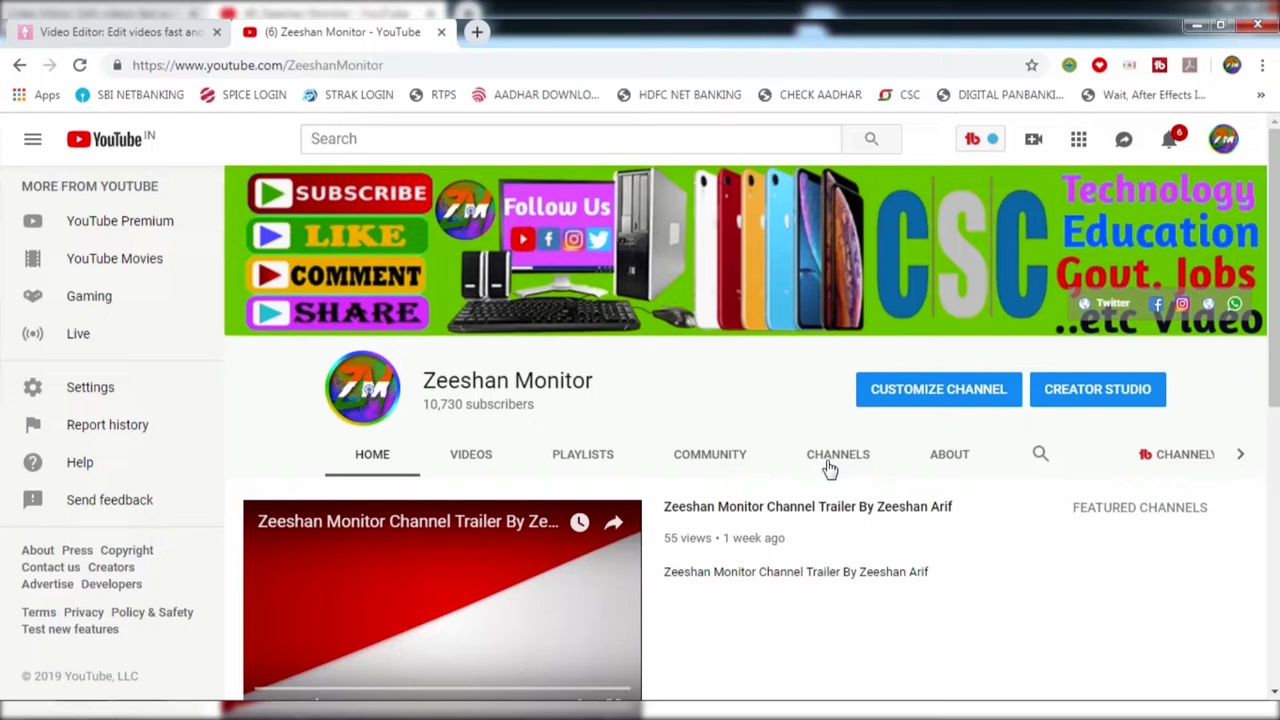 Video Editor: Edit videos fast and
(6) Zeeshan Monitor - YouTube
https://www.youtube.com/ZeeshanMonitor
Apps SBI NETBANKING SPICE LOGIN STRAK LOGIN RTPS AADHAR DOWNLO... HDFC NET BANKING CHECK AADHAR CSC DIGITAL PANBANKI... Wait, After Effects I... »
YouTube IN
Search
6
MORE FROM YOUTUBE
YouTube Premium
YouTube Movies
Gaming
Live
Settings
Report history
Help
Send feedback
About Press Copyright
Contact us Creators
Advertise Developers
Terms Privacy Policy & Safety
Test new features
© 2019 YouTube, LLC
SUBSCRIBE
LIKE
COMMENT
SHARE
ZM
Follow Us
CSC
Technology
Education
Govt. Jobs
..etc Video
Twitter
Zeeshan Monitor
10,730 subscribers
CUSTOMIZE CHANNEL
CREATOR STUDIO
HOME VIDEOS PLAYLISTS COMMUNITY CHANNELS ABOUT
Zeeshan Monitor Channel Trailer By Ze...
Zeeshan Monitor Channel Trailer By Zeeshan Arif
55 views • 1 week ago
Zeeshan Monitor Channel Trailer By Zeeshan Arif
FEATURED CHANNELS